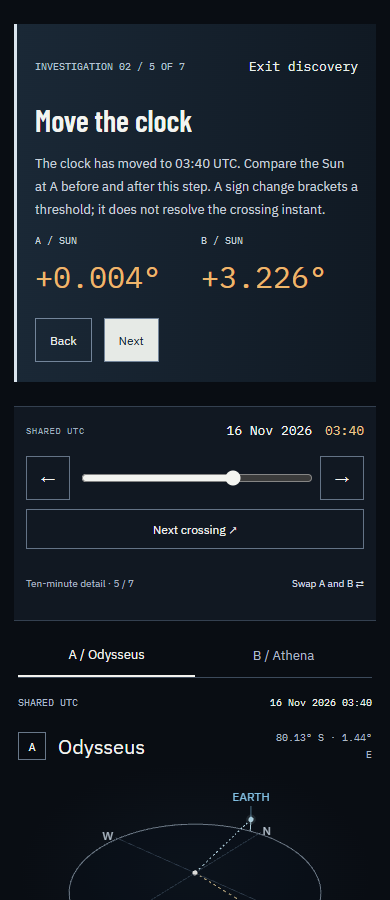 INVESTIGATION 02 / 5 OF 7
Exit discovery
Move the clock
The clock has moved to 03:40 UTC. Compare the Sun
at A before and after this step. A sign change brackets a
threshold; it does not resolve the crossing instant.
A / SUN
B / SUN
+0.004°
+3.226°
Back
Next
SHARED UTC
16 Nov 2026 03:40
←
→
Next crossing ↗
Ten-minute detail · 5 / 7
Swap A and B ⇄
A / Odysseus
B / Athena
SHARED UTC
16 Nov 2026 03:40
A
Odysseus
80.13° S · 1.44°
E
EARTH
W
N